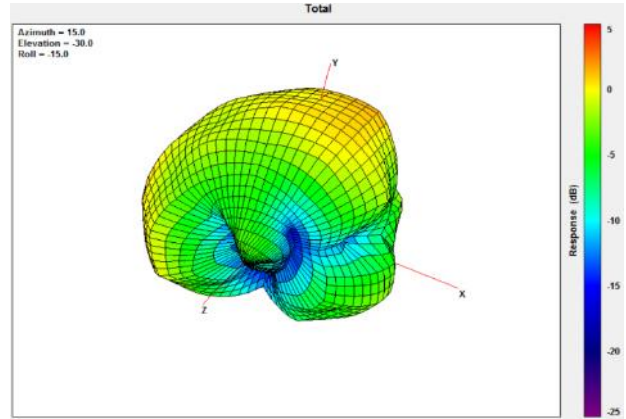 Total
Azimuth = 15.0
Elevation = -30.0
Roll = -15.0
Y
X
Z
5
0
-5
-10
-15
-20
-25
Response (dB)